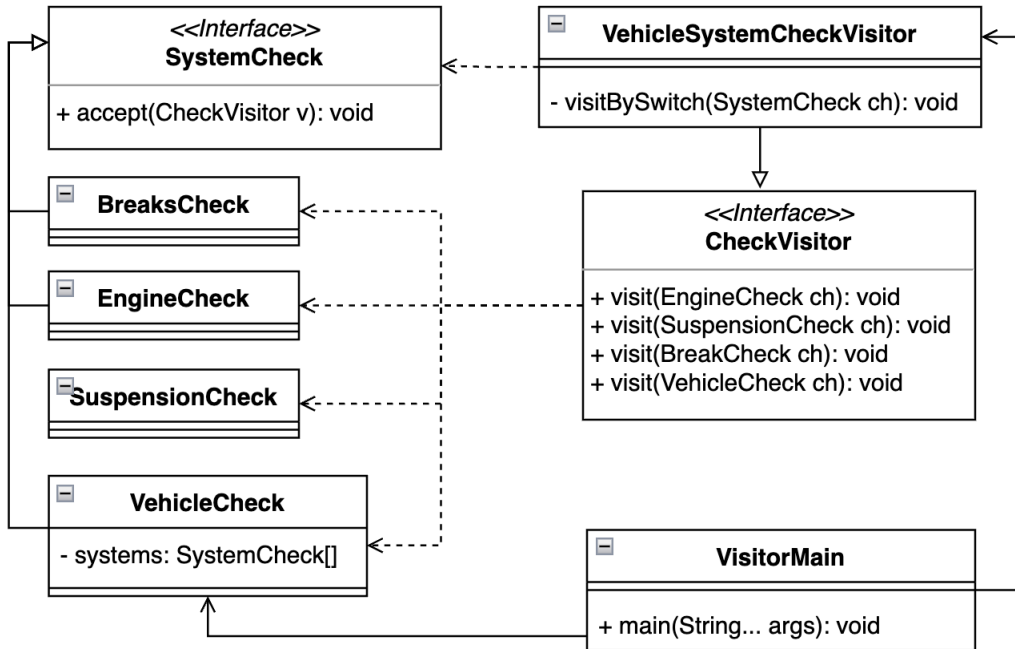 <<Interface>>
SystemCheck
+ accept(CheckVisitor v): void
VehicleSystemCheckVisitor
- visitBySwitch(SystemCheck ch): void
BreaksCheck
EngineCheck
SuspensionCheck
VehicleCheck
- systems: SystemCheck[]
<<Interface>>
CheckVisitor
+ visit(EngineCheck ch): void
+ visit(SuspensionCheck ch): void
+ visit(BreakCheck ch): void
+ visit(VehicleCheck ch): void
VisitorMain
+ main(String... args): void